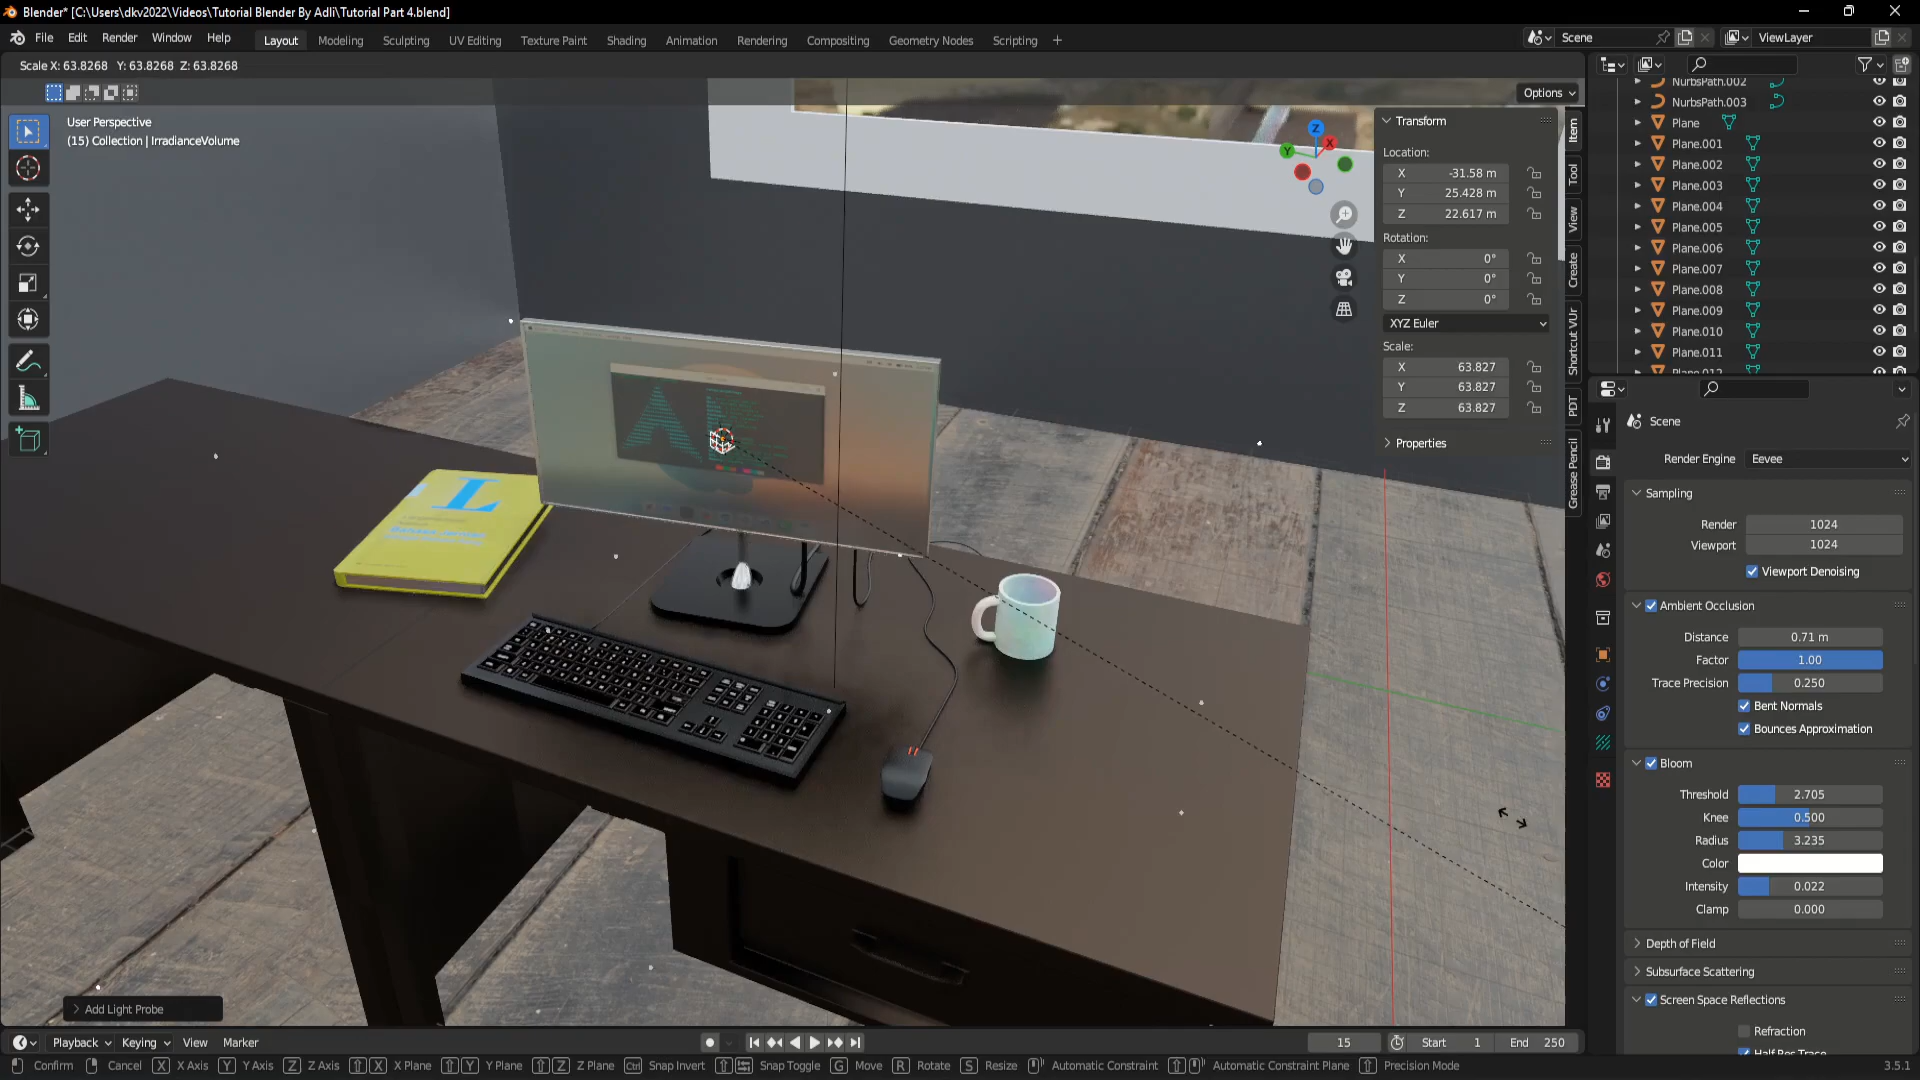 Blender* [C:\Users\dkv2022\Videos\Tutorial Blender By Adli\Tutorial Part 4.blend]
File Edit Render Window Help
Layout Modeling Sculpting UV Editing Texture Paint Shading Animation Rendering Compositing Geometry Nodes Scripting +
Scene
ViewLayer
Scale X: 63.8268 Y: 63.8268 Z: 63.8268
Options
User Perspective
(15) Collection | IrradianceVolume
Z
X
Y
L
Transform
Location:
X -31.58 m
Y 25.428 m
Z 22.617 m
Rotation:
X 0°
Y 0°
Z 0°
XYZ Euler
Scale:
X 63.827
Y 63.827
Z 63.827
Properties
Item
Tool
View
Create
Shortcut VUr
PDT
Grease Pencil
NurbsPath.002
NurbsPath.003
Plane
Plane.001
Plane.002
Plane.003
Plane.004
Plane.005
Plane.006
Plane.007
Plane.008
Plane.009
Plane.010
Plane.011
Plane.012
Scene
Render Engine Eevee
Sampling
Render 1024
Viewport 1024
Viewport Denoising
Ambient Occlusion
Distance 0.71 m
Factor 1.00
Trace Precision 0.250
Bent Normals
Bounces Approximation
Bloom
Threshold 2.705
Knee 0.500
Radius 3.235
Color
Intensity 0.022
Clamp 0.000
Depth of Field
Subsurface Scattering
Screen Space Reflections
Refraction
Half Res Trace
Add Light Probe
Playback Keying View Marker
15 Start 1 End 250
Confirm Cancel X X Axis Y Y Axis Z Z Axis X X Plane Y Y Plane Z Z Plane Ctrl Snap Invert Snap Toggle G Move R Rotate S Resize Automatic Constraint Automatic Constraint Plane Precision Mode 3.5.1